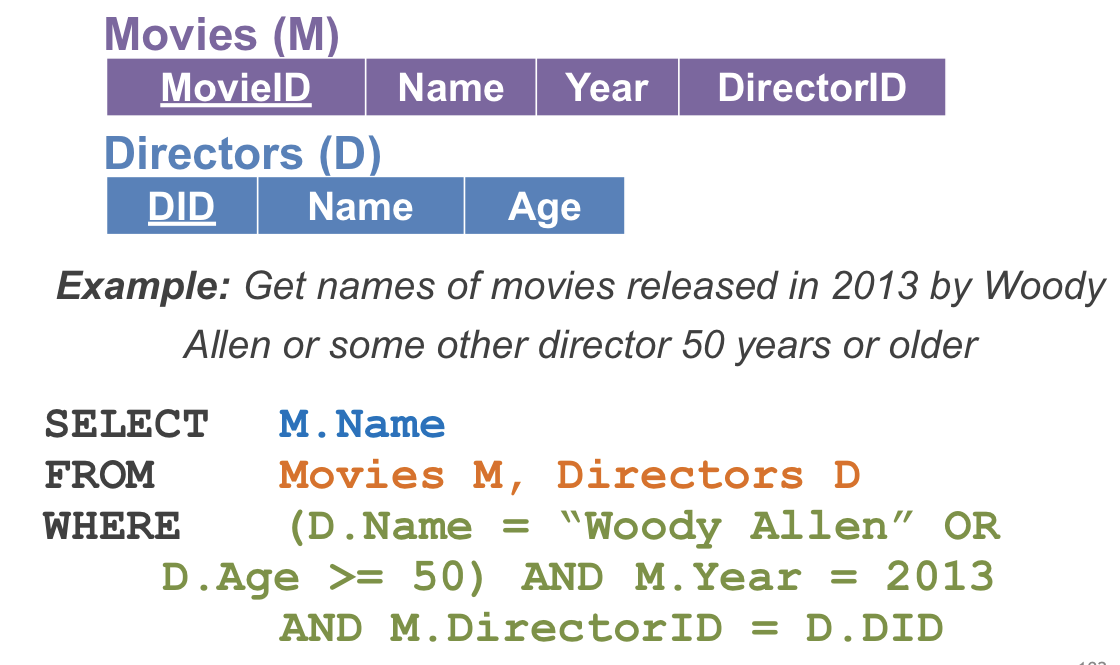 Movies (M)
MovieID Name Year DirectorID
Directors (D)
DID Name Age
Example: Get names of movies released in 2013 by Woody
Allen or some other director 50 years or older
SELECT M.Name
FROM Movies M, Directors D
WHERE (D.Name = “Woody Allen” OR
D.Age >= 50) AND M.Year = 2013
AND M.DirectorID = D.DID